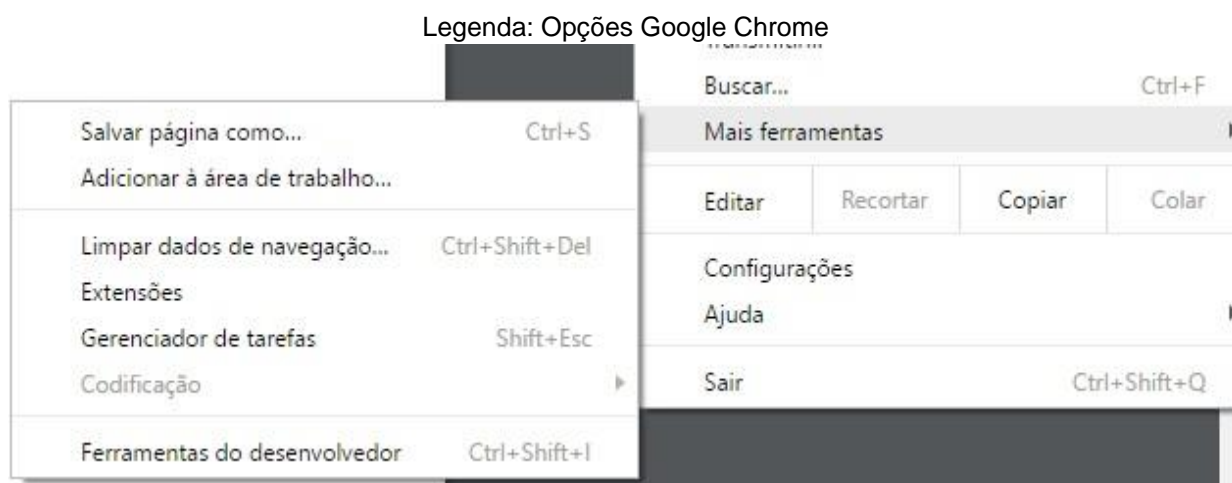 Legenda: Opções Google Chrome
Buscar... Ctrl+F
Mais ferramentas
Editar Recortar Copiar Colar
Configurações
Ajuda
Sair Ctrl+Shift+Q
Salvar página como... Ctrl+S
Adicionar à área de trabalho...
Limpar dados de navegação... Ctrl+Shift+Del
Extensões
Gerenciador de tarefas Shift+Esc
Codificação
Ferramentas do desenvolvedor Ctrl+Shift+I